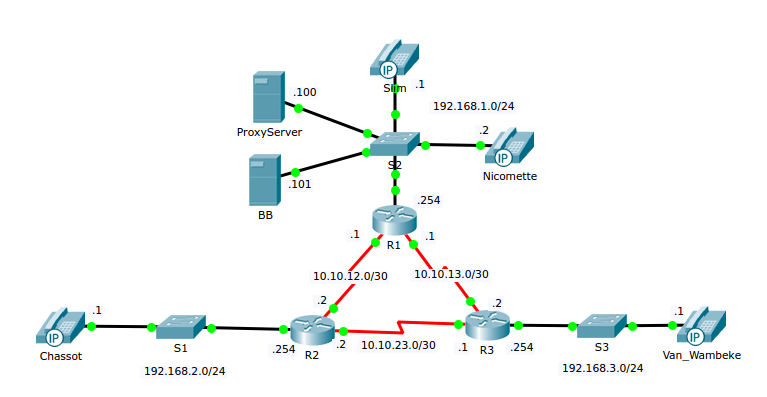 .1
Slim
.100
192.168.1.0/24
ProxyServer
.2
S2
Nicomette
.101
BB
.254
R1
.1
.1
10.10.12.0/30
10.10.13.0/30
.2
.2
.1
Chassot
S1
.254
R2
.2
10.10.23.0/30
.1
R3
.254
S3
.1
Van_Wambeke
192.168.2.0/24
192.168.3.0/24
IP
IP
IP
IP